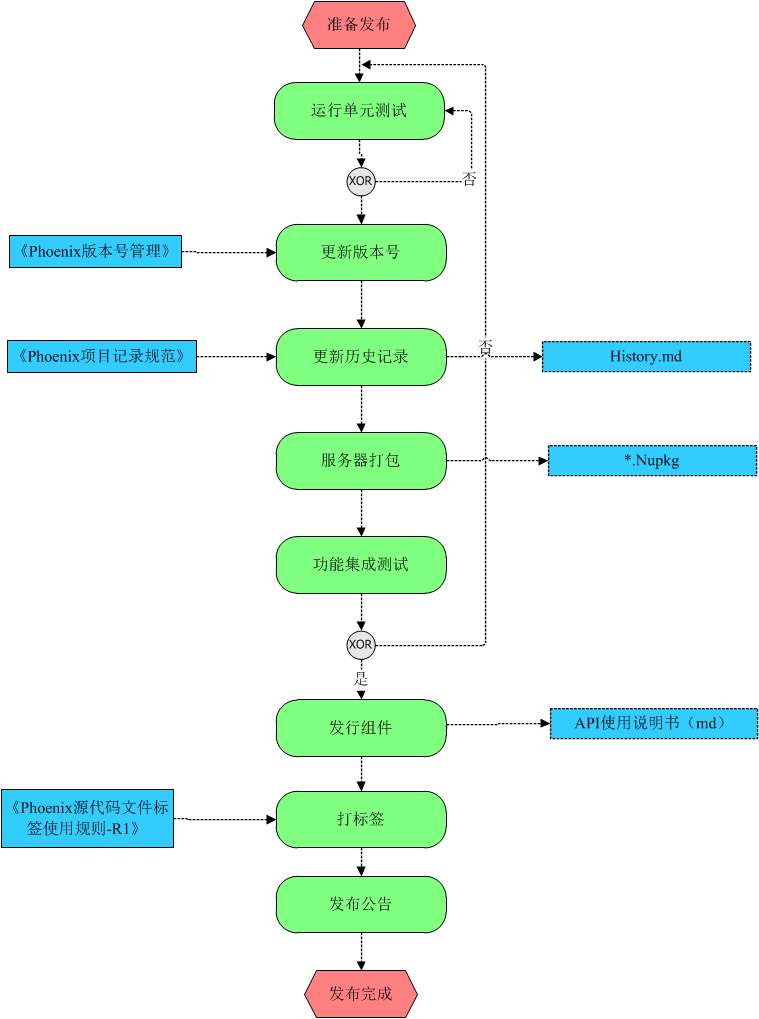 准备发布
运行单元测试
XOR
否
《Phoenix版本号管理》
更新版本号
《Phoenix项目记录规范》
更新历史记录
否
History.md
服务器打包
*.Nupkg
功能集成测试
XOR
是
发行组件
API使用说明书（md）
《Phoenix源代码文件标
签使用规则-R1》
打标签
发布公告
发布完成